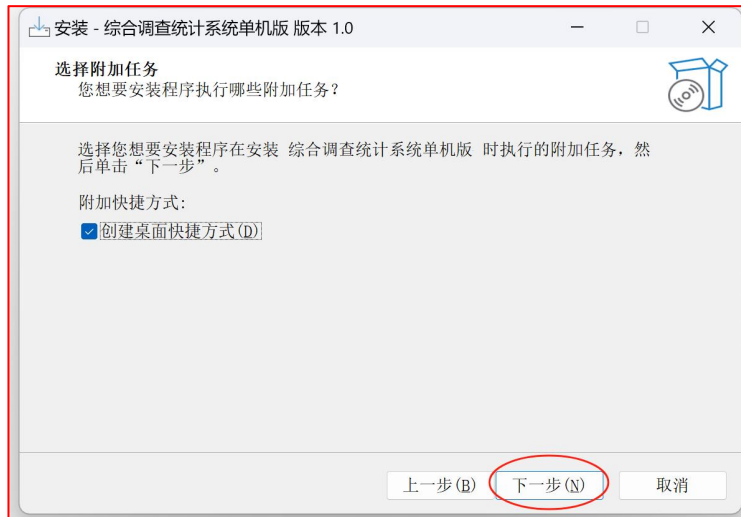 安装 - 综合调查统计系统单机版 版本 1.0
选择附加任务
您想要安装程序执行哪些附加任务?
选择您想要安装程序在安装 综合调查统计系统单机版 时执行的附加任务，然
后单击“下一步”。
附加快捷方式:
创建桌面快捷方式(D)
上一步(B)
下一步(N)
取消